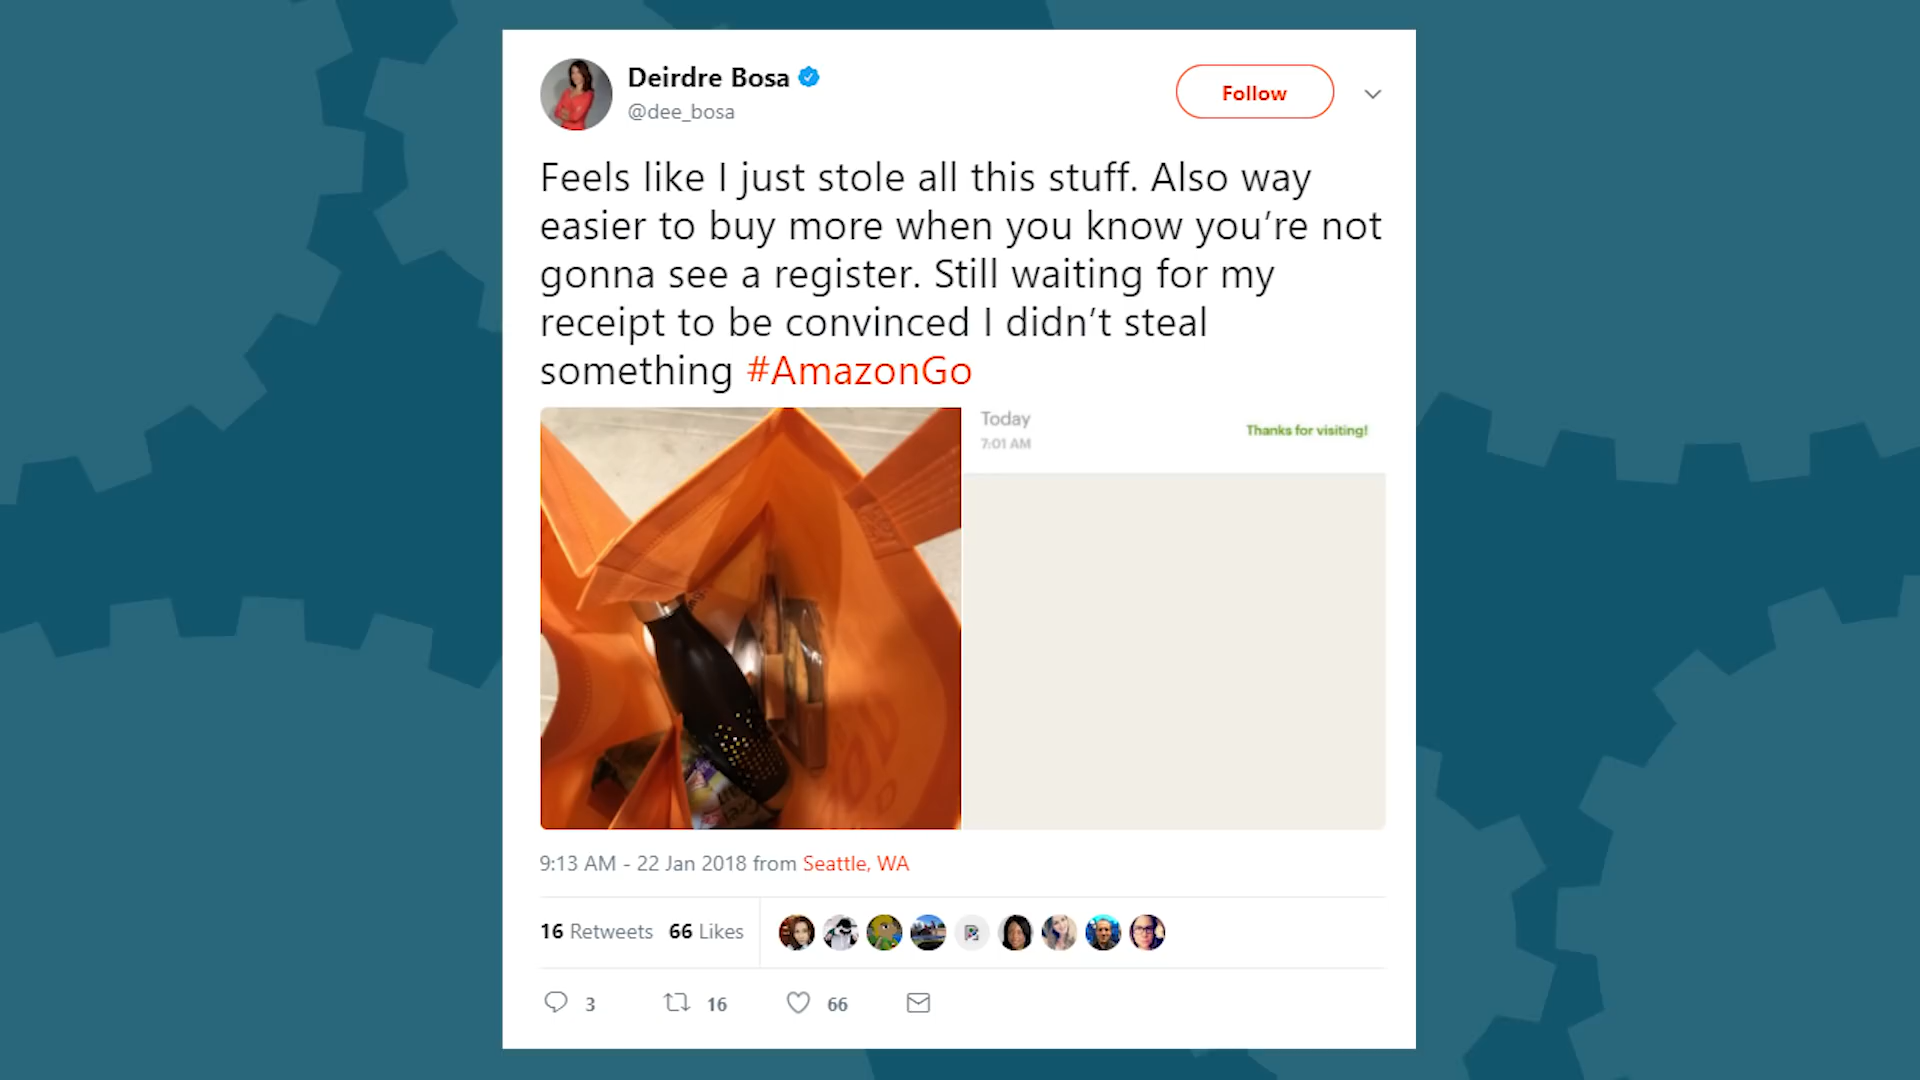 Deirdre Bosa
@dee_bosa
Follow
Feels like I just stole all this stuff. Also way
easier to buy more when you know you’re not
gonna see a register. Still waiting for my
receipt to be convinced I didn’t steal
something #AmazonGo
Today
7:01 AM
Thanks for visiting!
9:13 AM - 22 Jan 2018 from Seattle, WA
16 Retweets 66 Likes
3 16 66